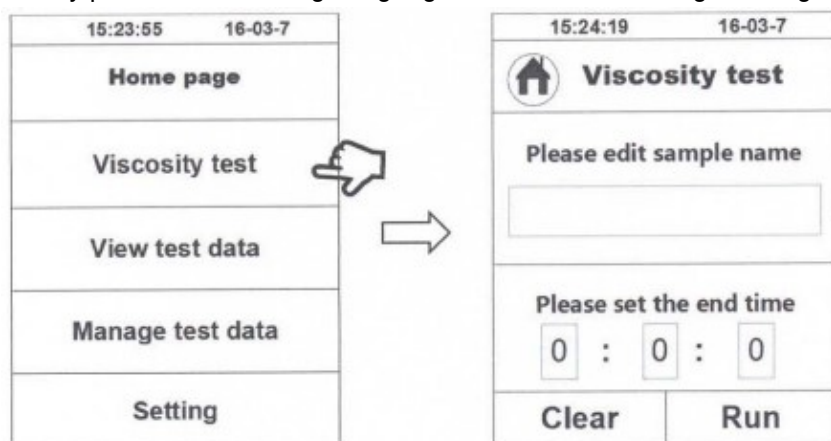 15:23:55 16-03-7
Home page
Viscosity test
View test data
Manage test data
Setting
15:24:19 16-03-7
Viscosity test
Please edit sample name
Please set the end time
0 : 0 : 0
Clear Run